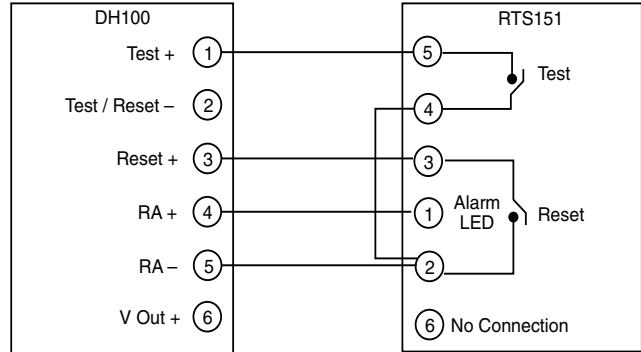 DH100
Test + 1
Test / Reset – 2
Reset + 3
RA + 4
RA – 5
V Out + 6
RTS151
5
Test
4
3
1 Alarm
LED
Reset
2
6 No Connection